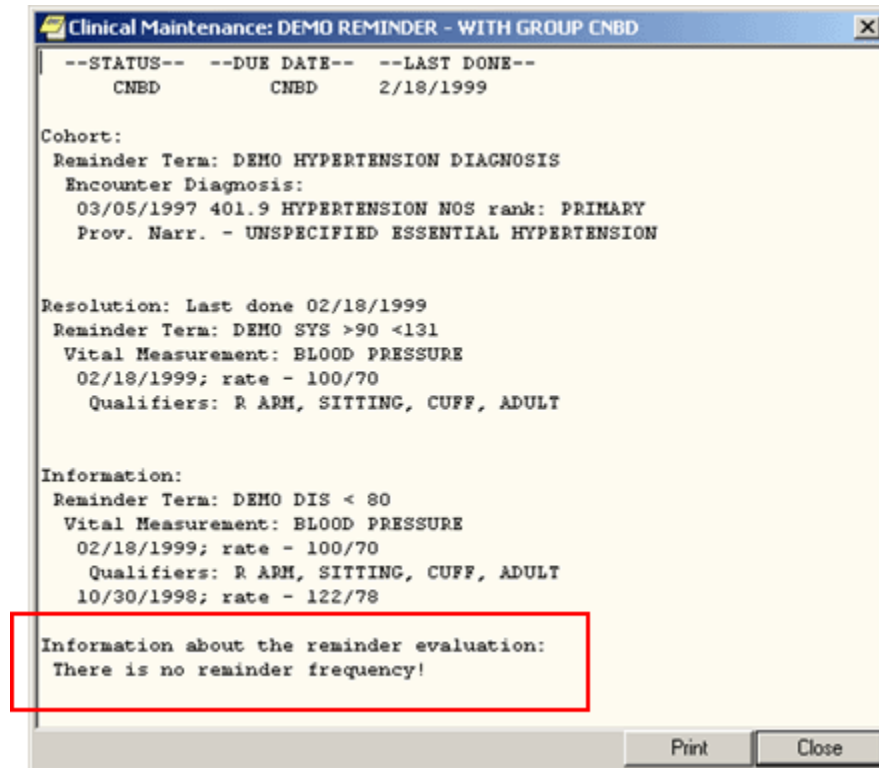 Clinical Maintenance: DEMO REMINDER - WITH GROUP CNBD
--STATUS-- --DUE DATE-- --LAST DONE--
CNBD CNBD 2/18/1999
Cohort:
Reminder Term: DEMO HYPERTENSION DIAGNOSIS
Encounter Diagnosis:
03/05/1997 401.9 HYPERTENSION NOS rank: PRIMARY
Prov. Narr. - UNSPECIFIED ESSENTIAL HYPERTENSION
Resolution: Last done 02/18/1999
Reminder Term: DEMO SYS >90 <131
Vital Measurement: BLOOD PRESSURE
02/18/1999; rate - 100/70
Qualifiers: R ARM, SITTING, CUFF, ADULT
Information:
Reminder Term: DEMO DIS < 80
Vital Measurement: BLOOD PRESSURE
02/18/1999; rate - 100/70
Qualifiers: R ARM, SITTING, CUFF, ADULT
10/30/1998; rate - 122/78
Information about the reminder evaluation:
There is no reminder frequency!
Print Close